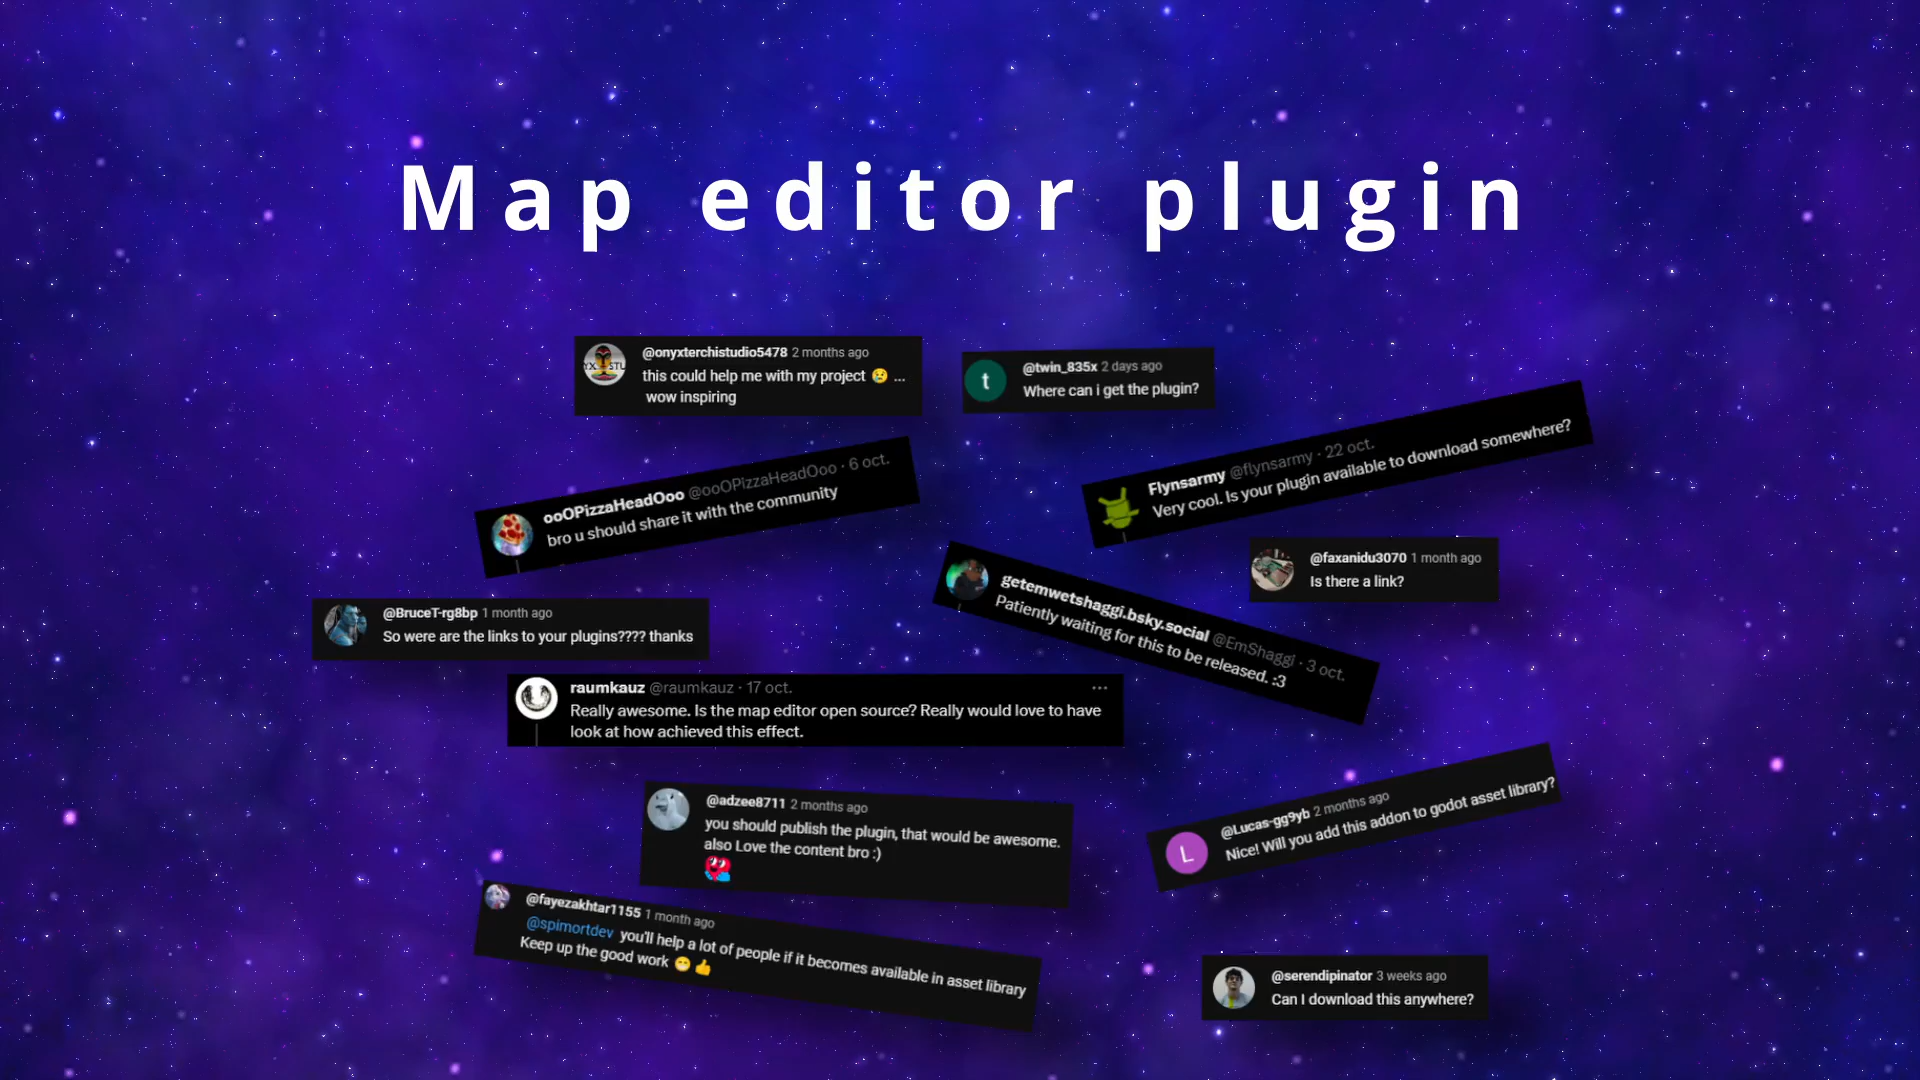 Map editor plugin
@onyxterchistudio5478 2 months ago
this could help me with my project 😢 ...
wow inspiring
@twin_835x 2 days ago
Where can i get the plugin?
ooOPizzaHeadOoo @ooOPizzaHeadOoo · 6 oct.
bro u should share it with the community
Flynsarmy @flynsarmy · 22 oct.
Very cool. Is your plugin available to download somewhere?
@faxanidu3070 1 month ago
Is there a link?
getemwetshaggi.bsky.social @EmShaggi · 3 oct.
Patiently waiting for this to be released. :3
@BruceT-rg8bp 1 month ago
So were are the links to your plugins???? thanks
raumkauz @raumkauz · 17 oct.
Really awesome. Is the map editor open source? Really would love to have
look at how achieved this effect.
@adzee8711 2 months ago
you should publish the plugin, that would be awesome.
also Love the content bro :)
L
@Lucas-gg9yb 2 months ago
Nice! Will you add this addon to godot asset library?
@fayezakhtar1155 1 month ago
@spimortdev you'll help a lot of people if it becomes available in asset library
Keep up the good work 😁 👍
@serendipinator 3 weeks ago
Can I download this anywhere?